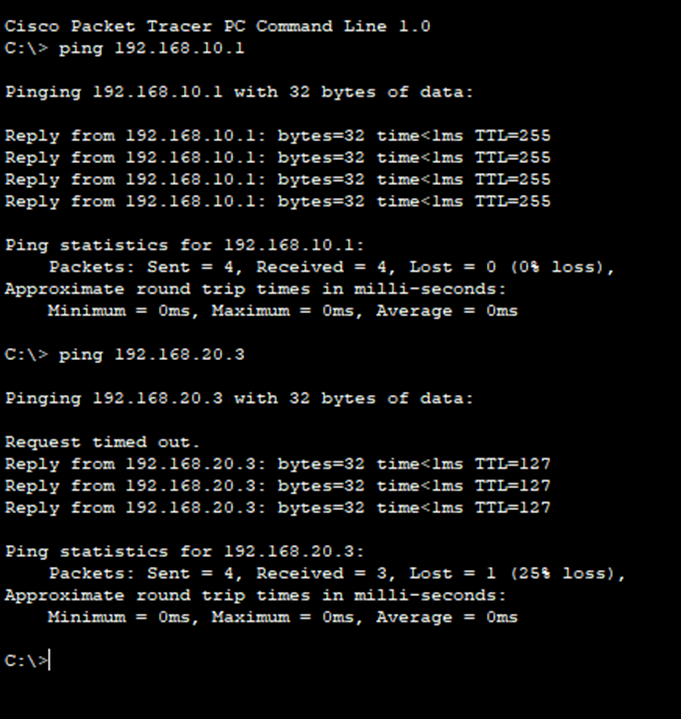 Cisco Packet Tracer PC Command Line 1.0
C:\> ping 192.168.10.1
Pinging 192.168.10.1 with 32 bytes of data:
Reply from 192.168.10.1: bytes=32 time<1ms TTL=255
Reply from 192.168.10.1: bytes=32 time<1ms TTL=255
Reply from 192.168.10.1: bytes=32 time<1ms TTL=255
Reply from 192.168.10.1: bytes=32 time<1ms TTL=255
Ping statistics for 192.168.10.1:
    Packets: Sent = 4, Received = 4, Lost = 0 (0% loss),
Approximate round trip times in milli-seconds:
    Minimum = 0ms, Maximum = 0ms, Average = 0ms
C:\> ping 192.168.20.3
Pinging 192.168.20.3 with 32 bytes of data:
Request timed out.
Reply from 192.168.20.3: bytes=32 time<1ms TTL=127
Reply from 192.168.20.3: bytes=32 time<1ms TTL=127
Reply from 192.168.20.3: bytes=32 time<1ms TTL=127
Ping statistics for 192.168.20.3:
    Packets: Sent = 4, Received = 3, Lost = 1 (25% loss),
Approximate round trip times in milli-seconds:
    Minimum = 0ms, Maximum = 0ms, Average = 0ms
C:\>